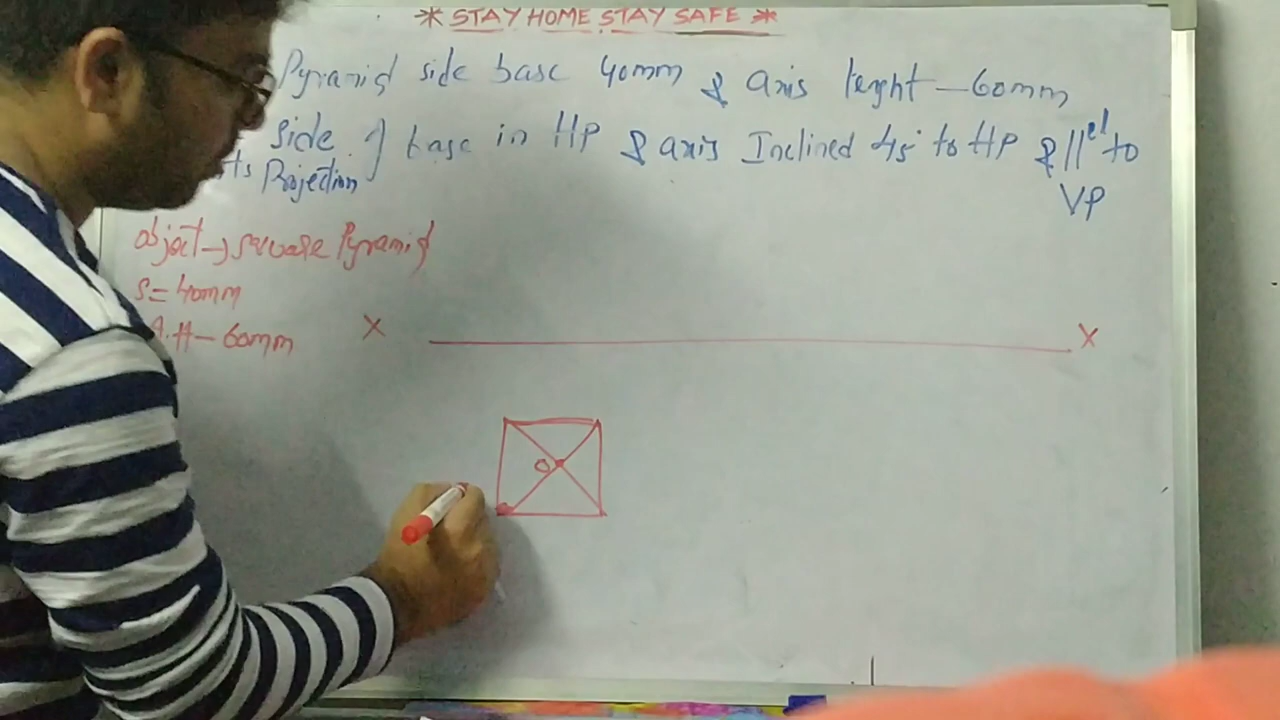 * STAY HOME STAY SAFE *
Pyramid side base 40mm & axis lenght - 60mm
side of base in HP & axis Inclined 45° to HP & ||el to
VP
its Projection
object → square Pyramid
S = 40mm
A.H - 60mm
X X
o